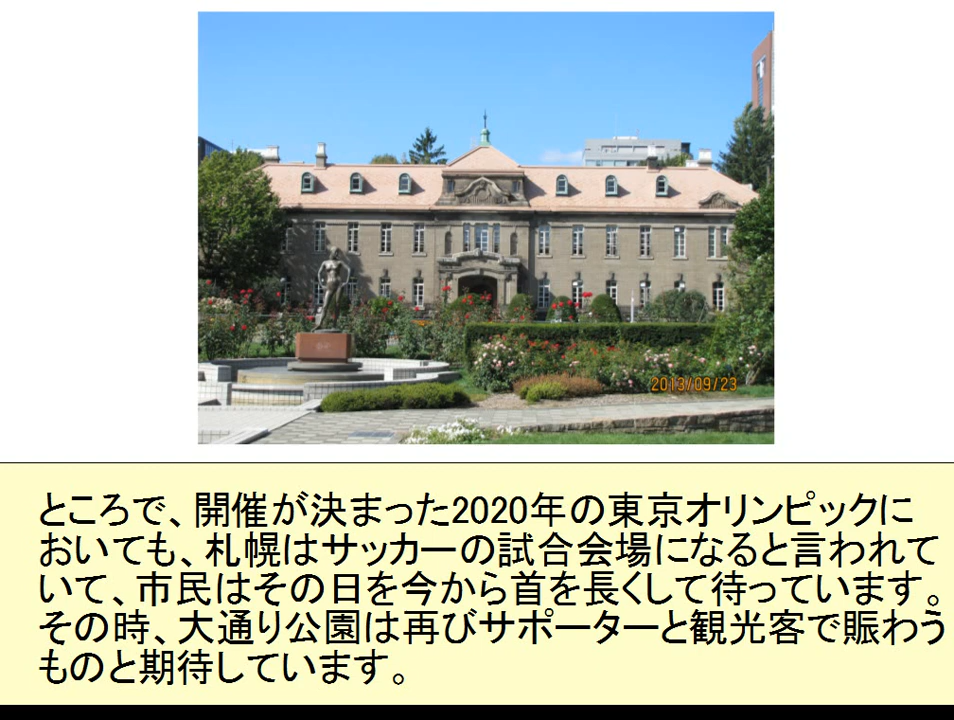 2013/09/23
ところで、開催が決まった2020年の東京オリンピックに
おいても、札幌はサッカーの試合会場になると言われて
いて、市民はその日を今から首を長くして待っています。
その時、大通り公園は再びサポーターと観光客で賑わう
ものと期待しています。